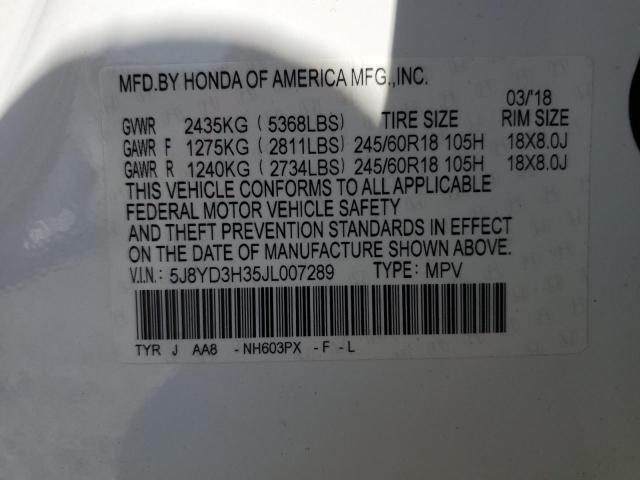 MFD.BY HONDA OF AMERICA MFG.,INC.
03/'18
GVWR 2435KG ( 5368LBS) TIRE SIZE RIM SIZE
GAWR F 1275KG ( 2811LBS) 245/60R18 105H 18X8.0J
GAWR R 1240KG ( 2734LBS) 245/60R18 105H 18X8.0J
THIS VEHICLE CONFORMS TO ALL APPLICABLE
FEDERAL MOTOR VEHICLE SAFETY
AND THEFT PREVENTION STANDARDS IN EFFECT
ON THE DATE OF MANUFACTURE SHOWN ABOVE.
V.I.N.: 5J8YD3H35JL007289 TYPE: MPV
TYR J AA8 -NH603PX -F -L